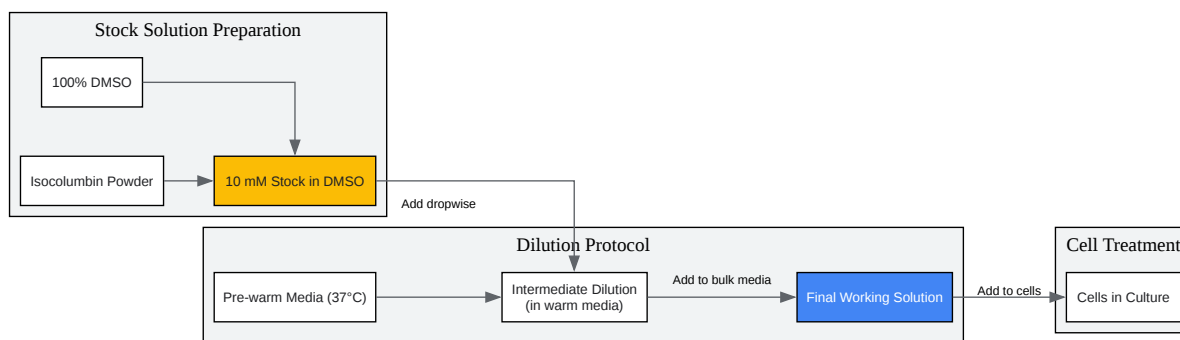 Stock Solution Preparation
100% DMSO
Isocolumbin Powder
10 mM Stock in DMSO
Add dropwise
Dilution Protocol
Pre-warm Media (37°C)
Intermediate Dilution
(in warm media)
Add to bulk media
Final Working Solution
Add to cells
Cell Treatment
Cells in Culture